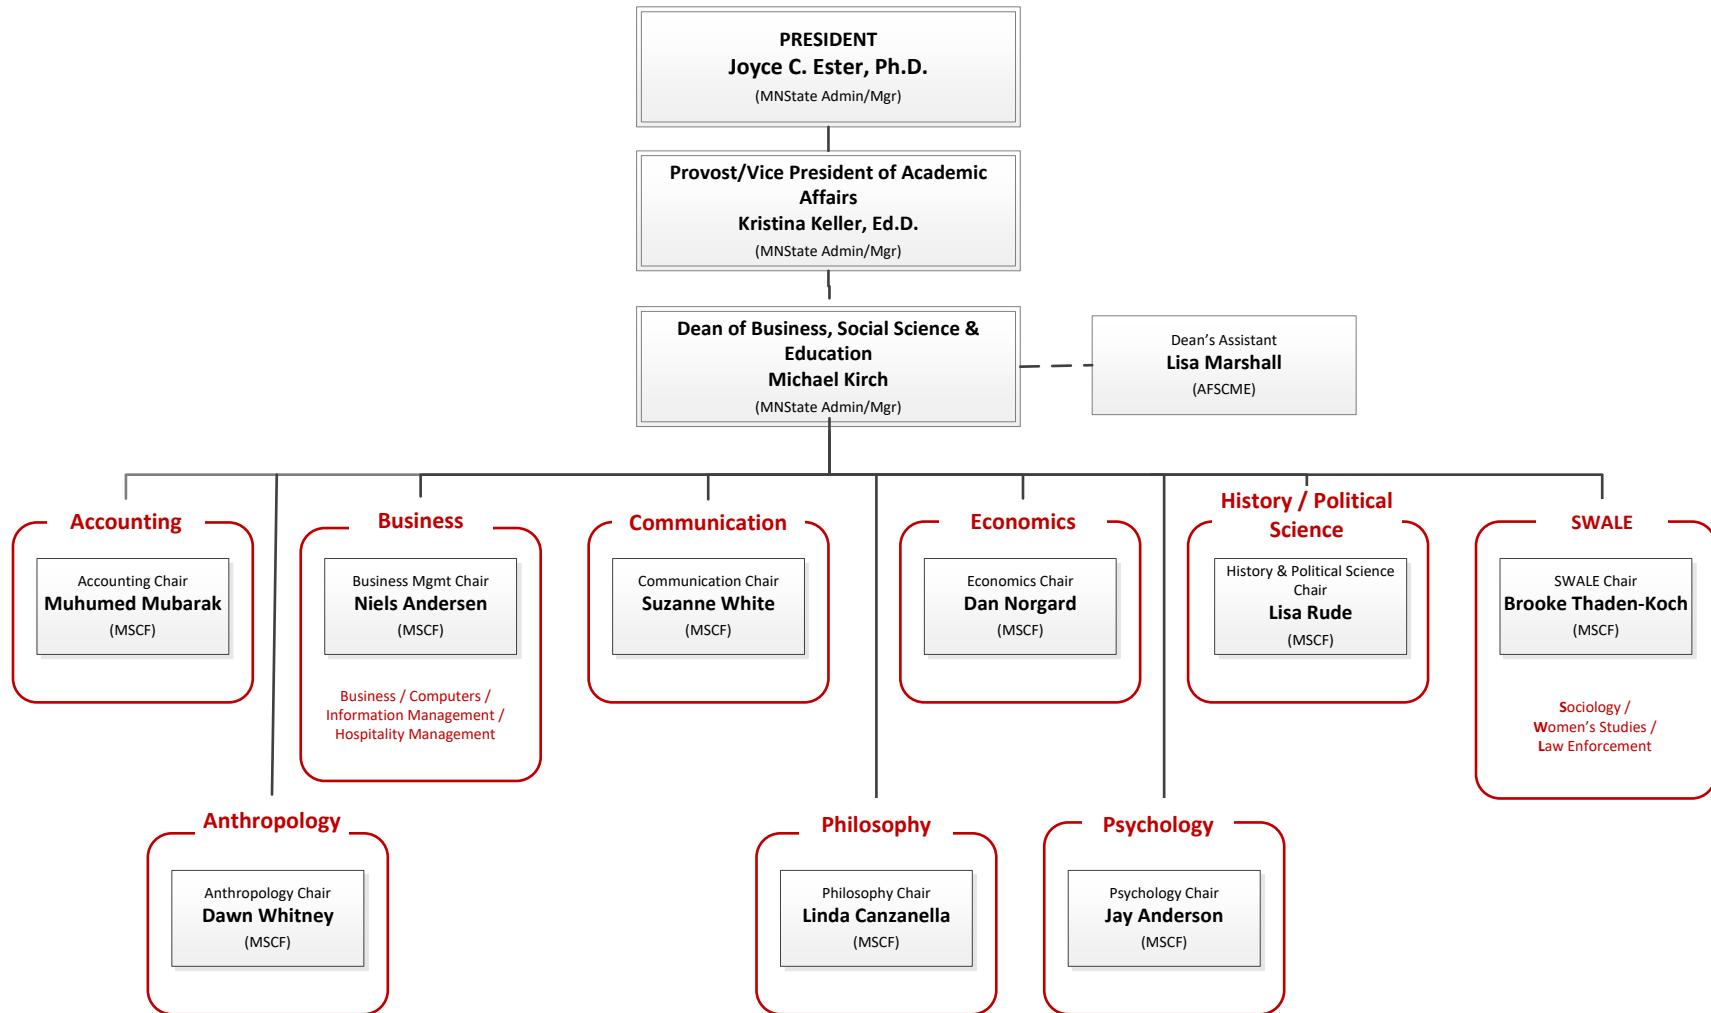 PRESIDENT
Joyce C. Ester, Ph.D.
(MNState Admin/Mgr)
Provost/Vice President of Academic
Affairs
Kristina Keller, Ed.D.
(MNState Admin/Mgr)
Dean of Business, Social Science &
Education
Michael Kirch
(MNState Admin/Mgr)
Dean’s Assistant
Lisa Marshall
(AFSCME)
Accounting
Accounting Chair
Muhumed Mubarak
(MSCF)
Business
Business Mgmt Chair
Niels Andersen
(MSCF)
Business / Computers /
Information Management /
Hospitality Management
Communication
Communication Chair
Suzanne White
(MSCF)
Economics
Economics Chair
Dan Norgard
(MSCF)
History / Political
Science
History & Political Science
Chair
Lisa Rude
(MSCF)
SWALE
SWALE Chair
Brooke Thaden-Koch
(MSCF)
Sociology /
Women’s Studies /
Law Enforcement
Anthropology
Anthropology Chair
Dawn Whitney
(MSCF)
Philosophy
Philosophy Chair
Linda Canzanella
(MSCF)
Psychology
Psychology Chair
Jay Anderson
(MSCF)